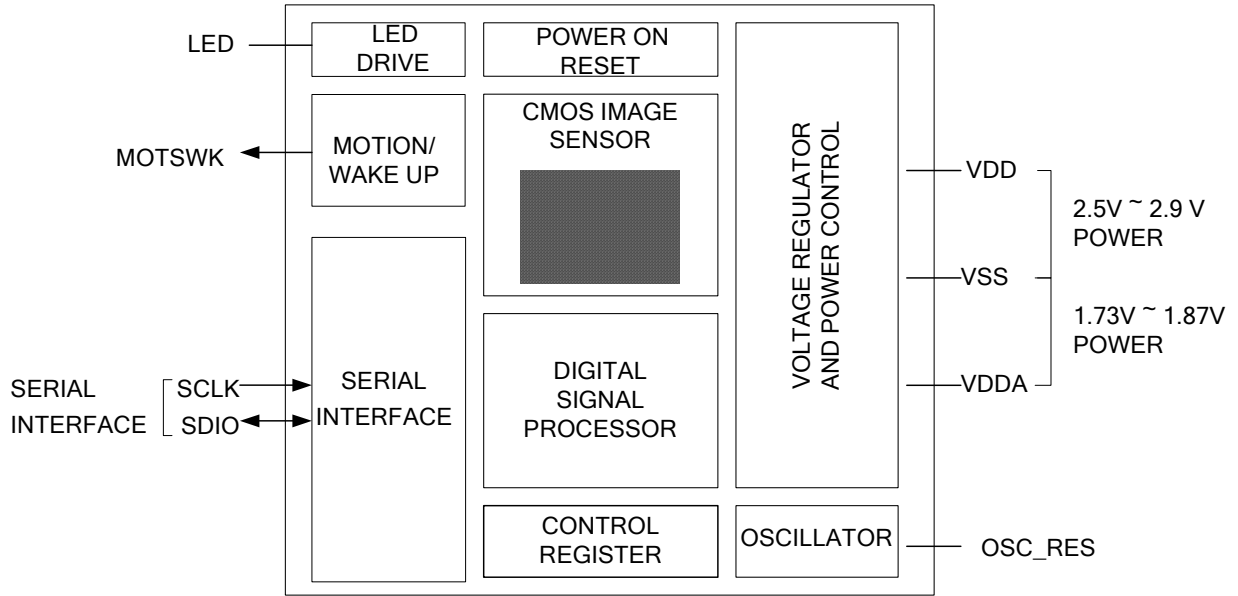 LED
LED
DRIVE
POWER ON
RESET
MOTSWK
MOTION/
WAKE UP
CMOS IMAGE
SENSOR
VOLTAGE REGULATOR
AND POWER CONTROL
VDD
2.5V ~ 2.9 V
POWER
VSS
1.73V ~ 1.87V
POWER
VDDA
SERIAL
INTERFACE
SCLK
SDIO
SERIAL
INTERFACE
DIGITAL
SIGNAL
PROCESSOR
CONTROL
REGISTER
OSCILLATOR
OSC_RES